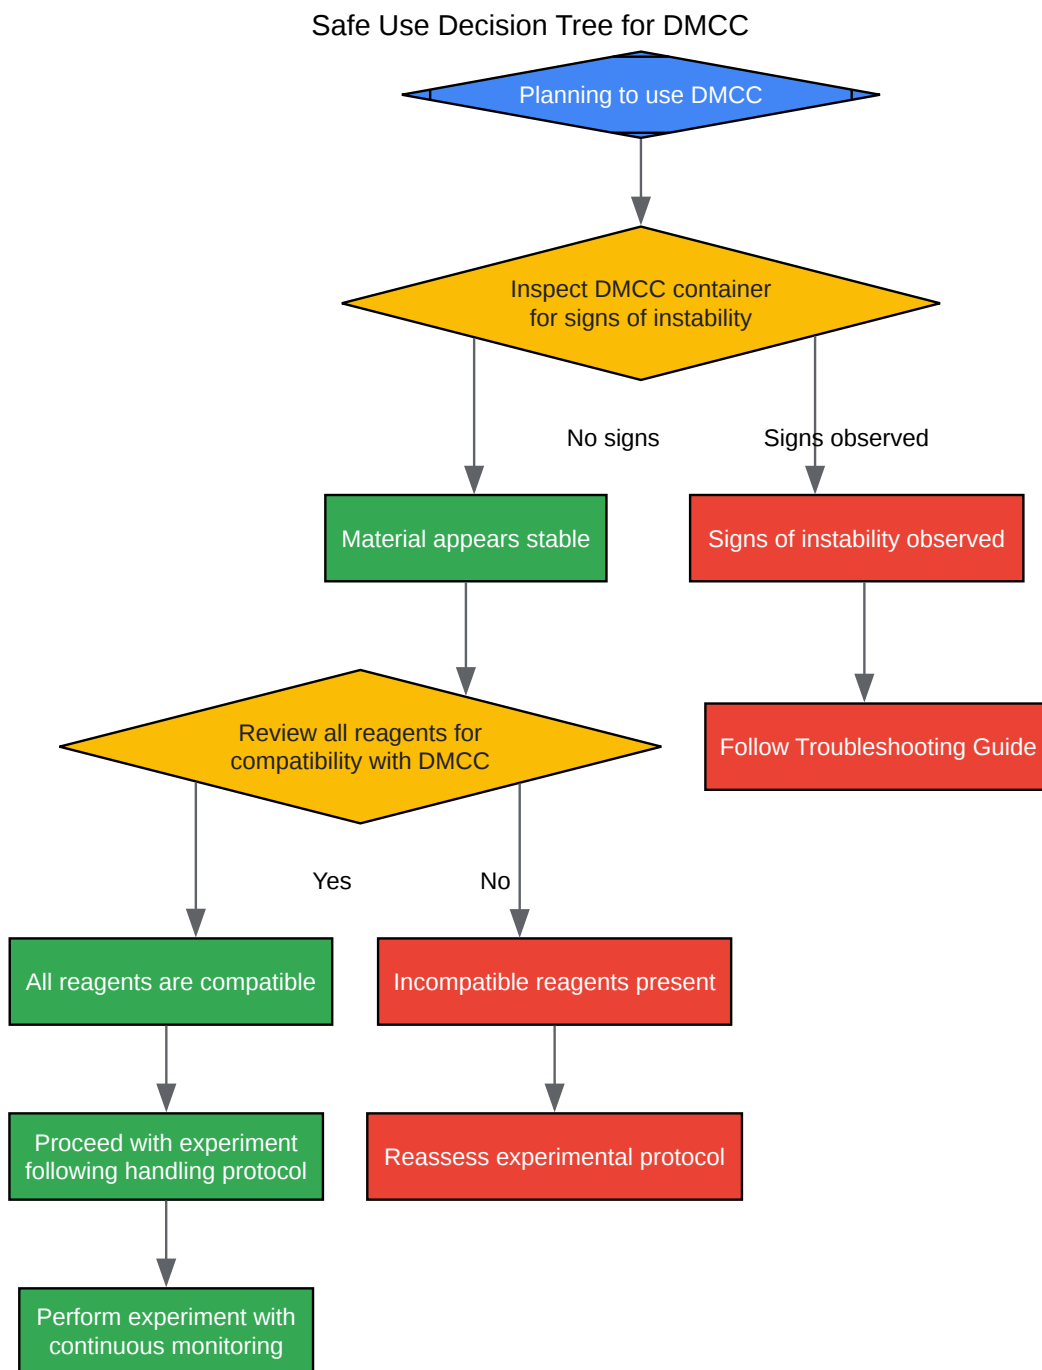 Safe Use Decision Tree for DMCC
Planning to use DMCC
Inspect DMCC container
for signs of instability
No signs
Signs observed
Material appears stable
Signs of instability observed
Review all reagents for
compatibility with DMCC
Follow Troubleshooting Guide
Yes
No
All reagents are compatible
Incompatible reagents present
Proceed with experiment
following handling protocol
Reassess experimental protocol
Perform experiment with
continuous monitoring